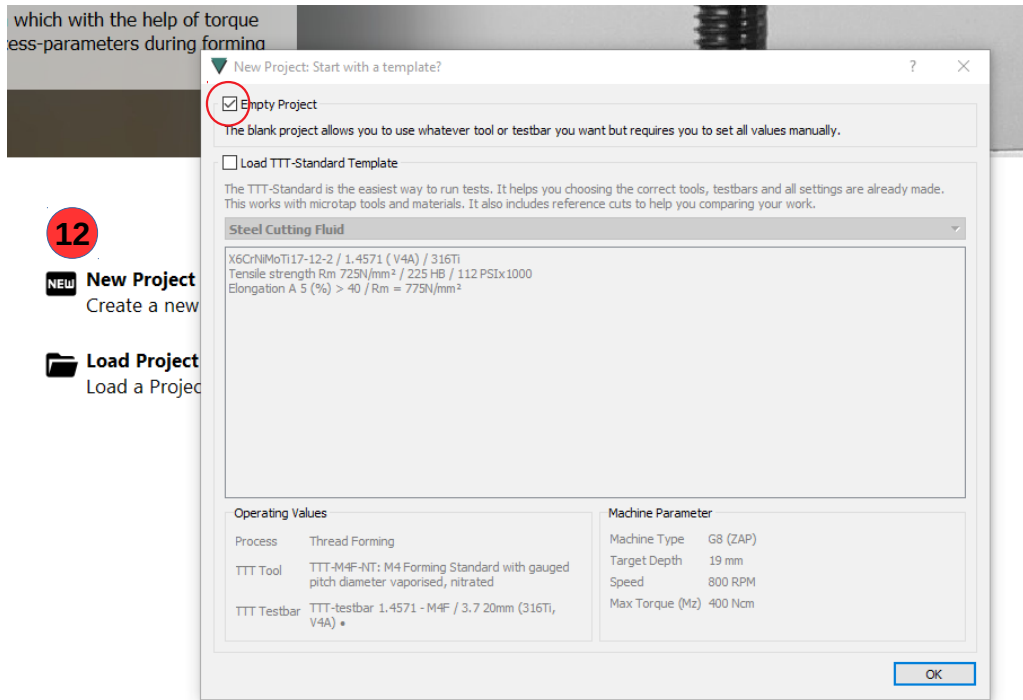 which with the help of torque
cess-parameters during forming
New Project: Start with a template?
Empty Project
The blank project allows you to use whatever tool or testbar you want but requires you to set all values manually.
Load TTT-Standard Template
The TTT-Standard is the easiest way to run tests. It helps you choosing the correct tools, testbars and all settings are already made.
This works with microtap tools and materials. It also includes reference cuts to help you comparing your work.
Steel Cutting Fluid
X6CrNiMoTi17-12-2 / 1.4571 ( V4A) / 316Ti
Tensile strength Rm 725N/mm² / 225 HB / 112 PSIx1000
Elongation A 5 (%) > 40 / Rm = 775N/mm²
12
NEW New Project
Create a new
Load Project
Load a Projec
Operating Values
Process Thread Forming
TTT Tool TTT-M4F-NT: M4 Forming Standard with gauged
pitch diameter vaporised, nitrated
TTT Testbar TTT-testbar 1.4571 - M4F / 3.7 20mm (316Ti,
V4A) •
Machine Parameter
Machine Type G8 (ZAP)
Target Depth 19 mm
Speed 800 RPM
Max Torque (Mz) 400 Ncm
OK